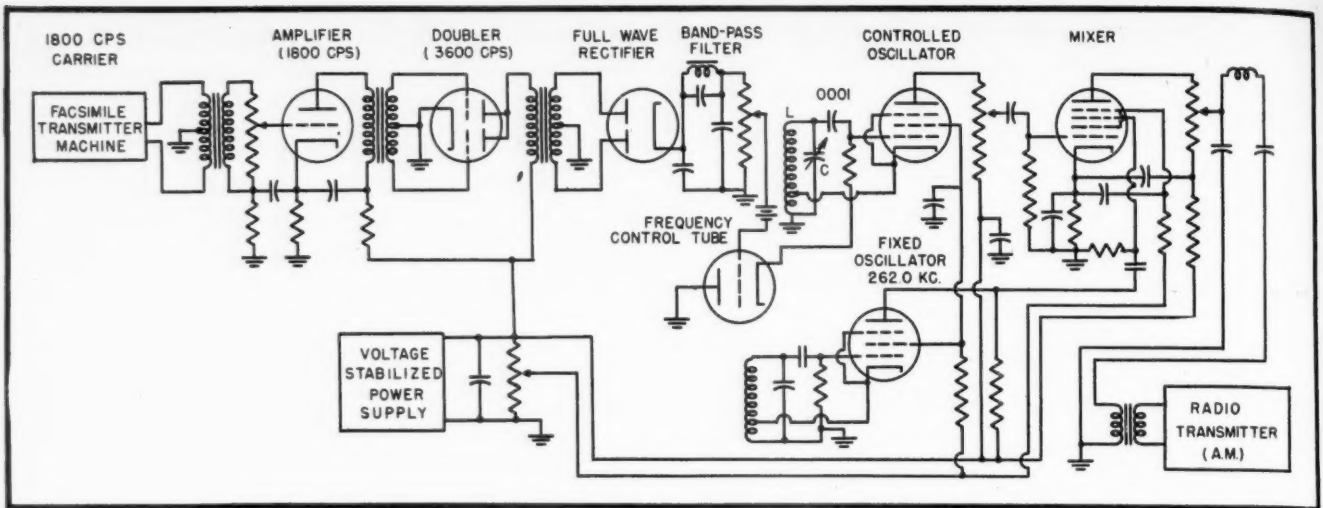 1800 CPS
CARRIER
FACSIMILE
TRANSMITTER
MACHINE
AMPLIFIER
(1800 CPS)
DOUBLER
(3600 CPS)
FULL WAVE
RECTIFIER
BAND-PASS
FILTER
CONTROLLED
OSCILLATOR
MIXER
L
.0001
C
FREQUENCY
CONTROL TUBE
FIXED
OSCILLATOR
262.0 KC.
VOLTAGE
STABILIZED
POWER
SUPPLY
RADIO
TRANSMITTER
(A.M.)